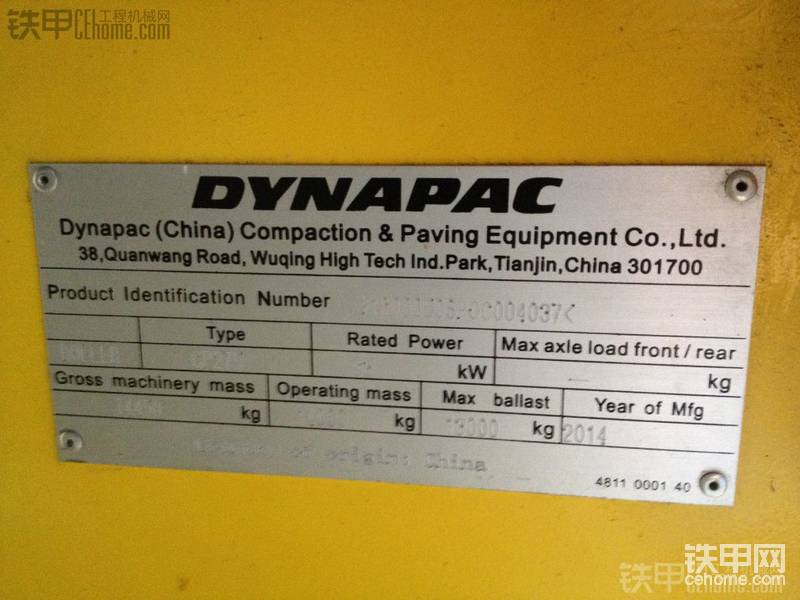 铁甲 工程机械网
CEhome.com
DYNAPAC
Dynapac (China) Compaction & Paving Equipment Co.,Ltd.
38,Quanwang Road, Wuqing High Tech Ind.Park,Tianjin,China 301700
Product Identification Number
Type Rated Power Max axle load front / rear
kW kg
Gross machinery mass Operating mass Max ballast Year of Mfg
kg kg kg 2014
of origin: China
4811 0001 40
铁甲网
cehome.com